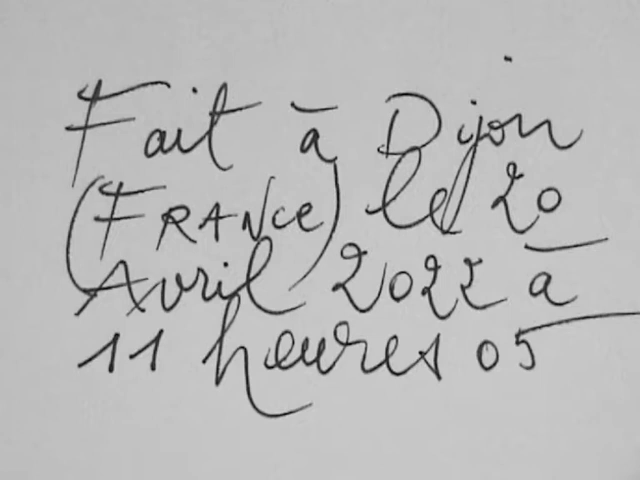 Fait à Dijon
(FRANCE) le 20
Avril 2022 à
11 heures 05